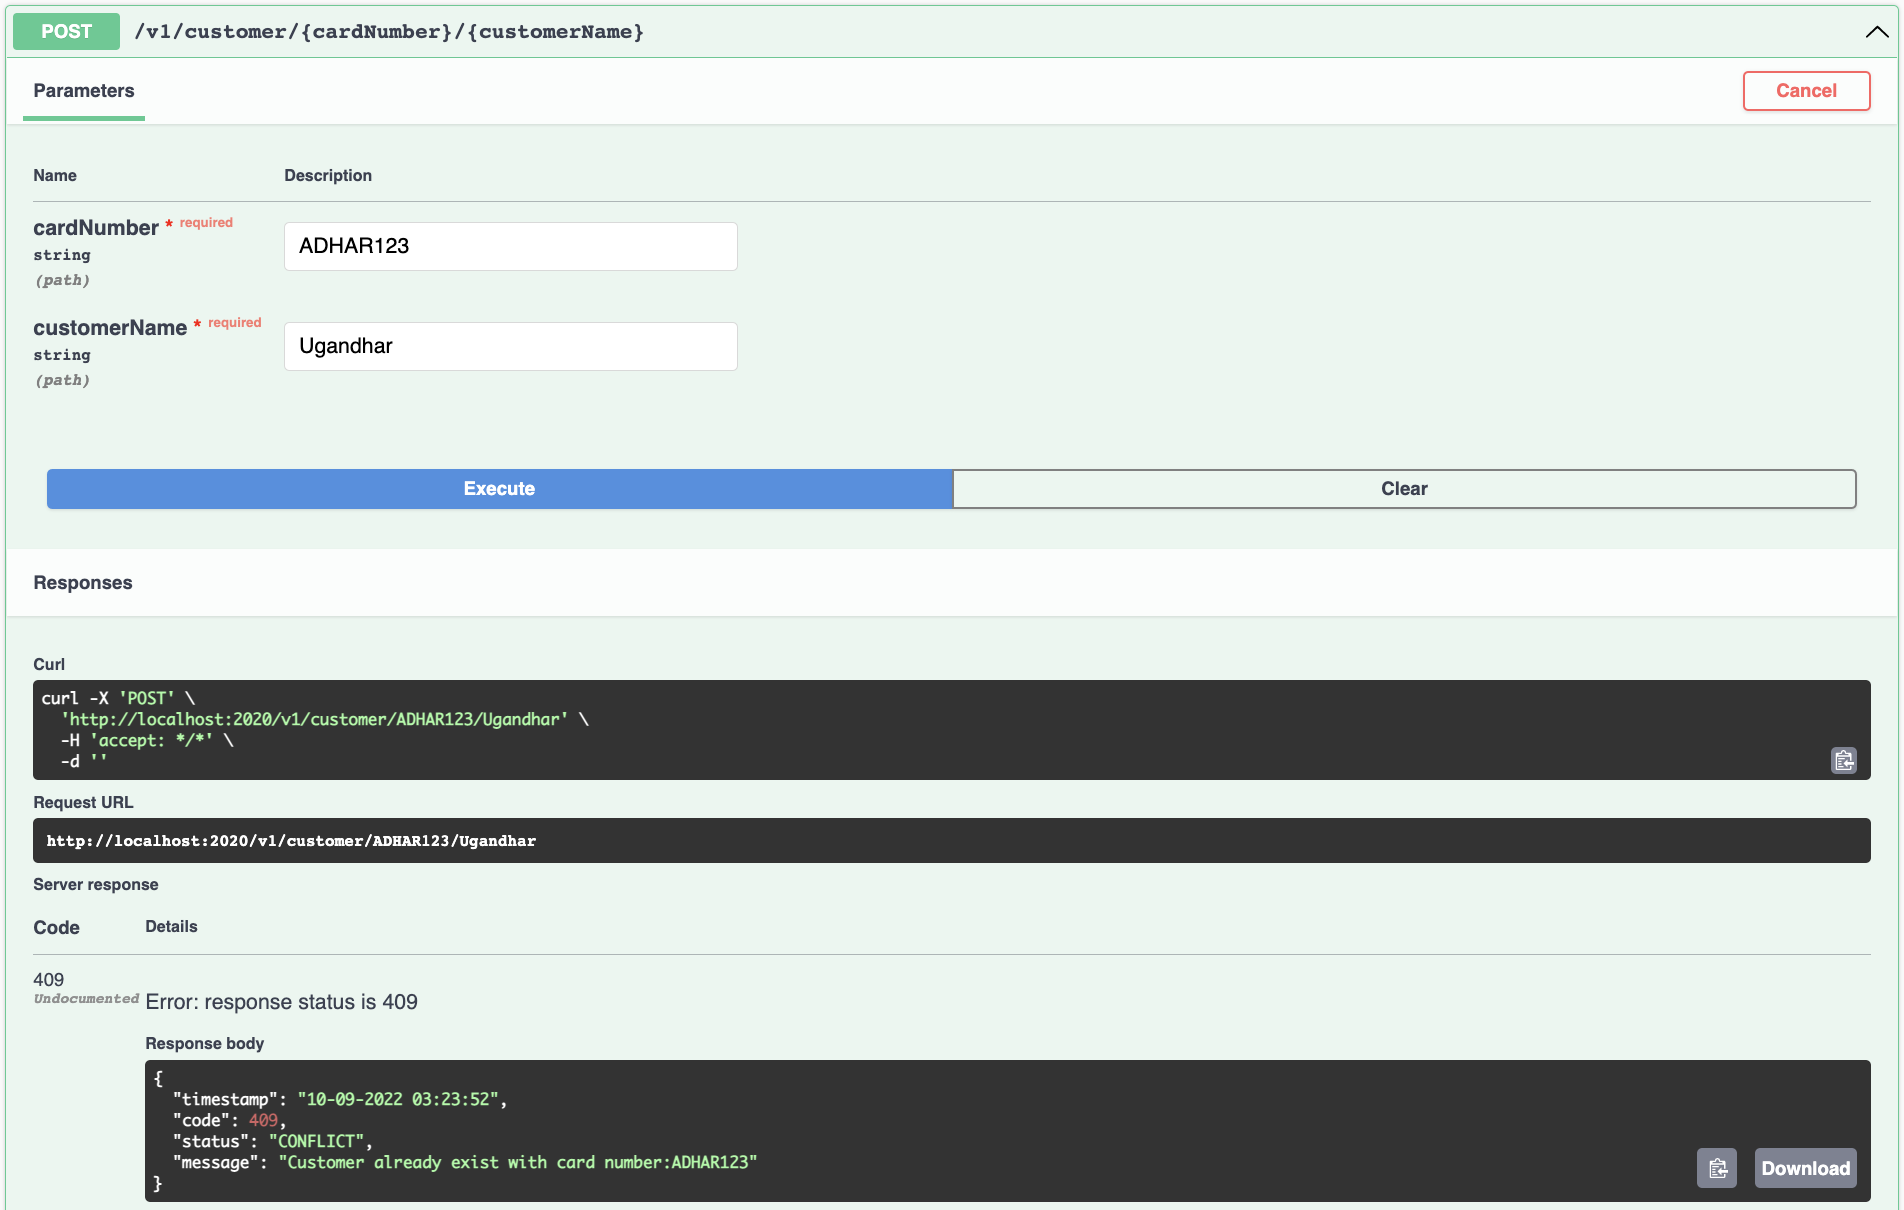 POST /v1/customer/{cardNumber}/{customerName}
Parameters
Cancel
Name Description
cardNumber * required
string
(path)
ADHAR123
customerName * required
string
(path)
Ugandhar
Execute Clear
Responses
Curl
curl -X 'POST' \
  'http://localhost:2020/v1/customer/ADHAR123/Ugandhar' \
  -H 'accept: */*' \
  -d ''
Request URL
http://localhost:2020/v1/customer/ADHAR123/Ugandhar
Server response
Code Details
409
Undocumented
Error: response status is 409
Response body
{
  "timestamp": "10-09-2022 03:23:52",
  "code": 409,
  "status": "CONFLICT",
  "message": "Customer already exist with card number:ADHAR123"
}
Download